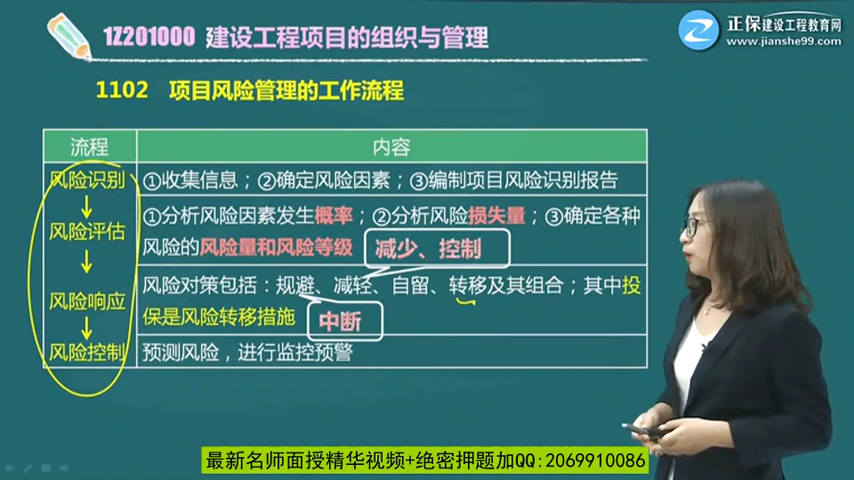 1Z201000 建设工程项目的组织与管理
正保建设工程教育网
www.jianshe99.com
1102 项目风险管理的工作流程
流程 内容
风险识别 ①收集信息；②确定风险因素；③编制项目风险识别报告
风险评估 ①分析风险因素发生概率；②分析风险损失量；③确定各种
风险的风险量和风险等级
减少、控制
风险响应 风险对策包括：规避、减轻、自留、转移及其组合；其中投
保是风险转移措施
中断
风险控制 预测风险，进行监控预警
最新名师面授精华视频+绝密押题加QQ:2069910086